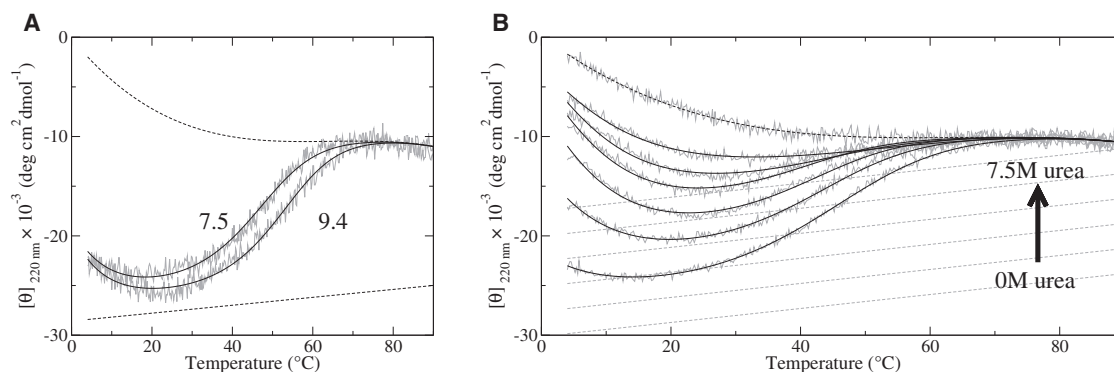 A
B
[θ] 220 nm × 10⁻³ (deg cm² dmol⁻¹)
0
-10
-20
-30
7.5
9.4
0
20
40
60
80
Temperature (°C)
[θ] 220 nm × 10⁻³ (deg cm² dmol⁻¹)
0
-10
-20
-30
7.5M urea
0M urea
0
20
40
60
80
Temperature (°C)